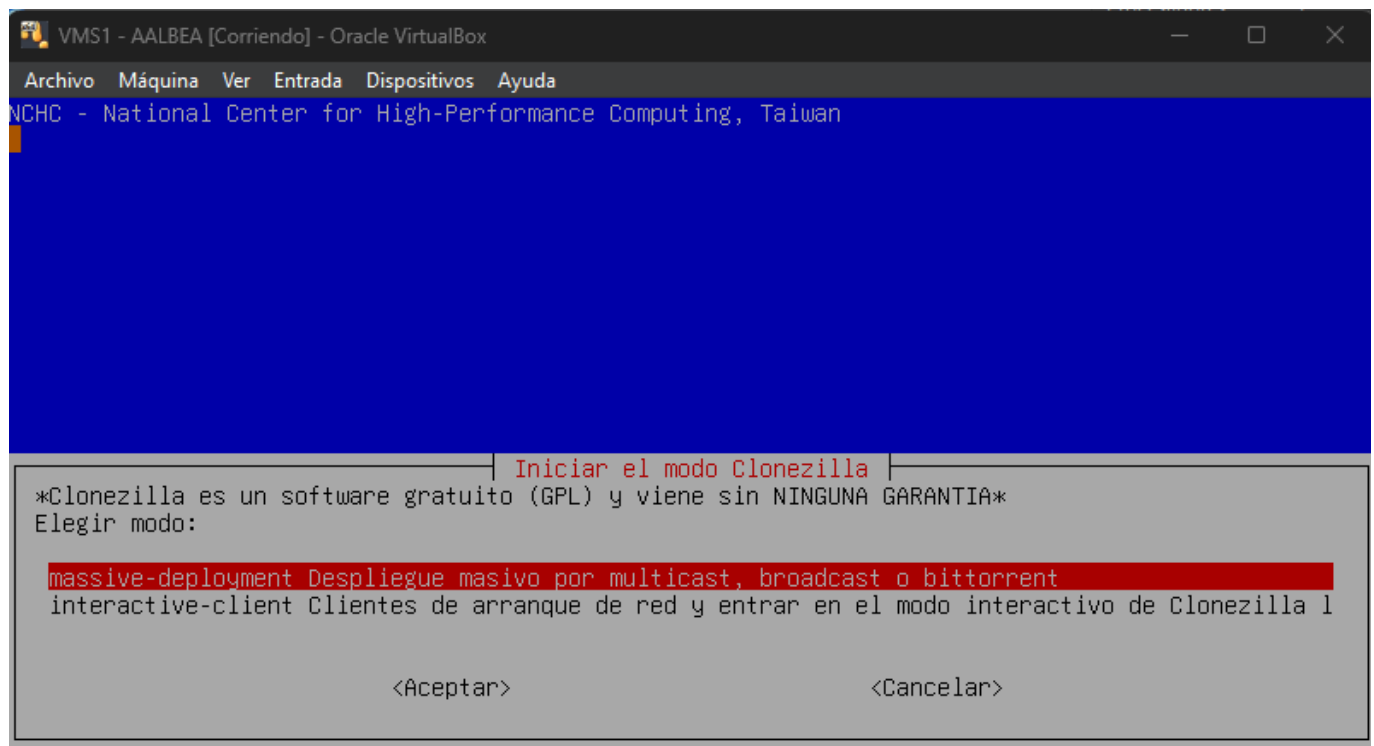 VMS1 - AALBEA [Corriendo] - Oracle VirtualBox
Archivo Máquina Ver Entrada Dispositivos Ayuda
NCHC - National Center for High-Performance Computing, Taiwan
Iniciar el modo Clonezilla
*Clonezilla es un software gratuito (GPL) y viene sin NINGUNA GARANTIA*
Elegir modo:
massive-deployment Despliegue masivo por multicast, broadcast o bittorrent
interactive-client Clientes de arranque de red y entrar en el modo interactivo de Clonezilla l
<Aceptar> <Cancelar>